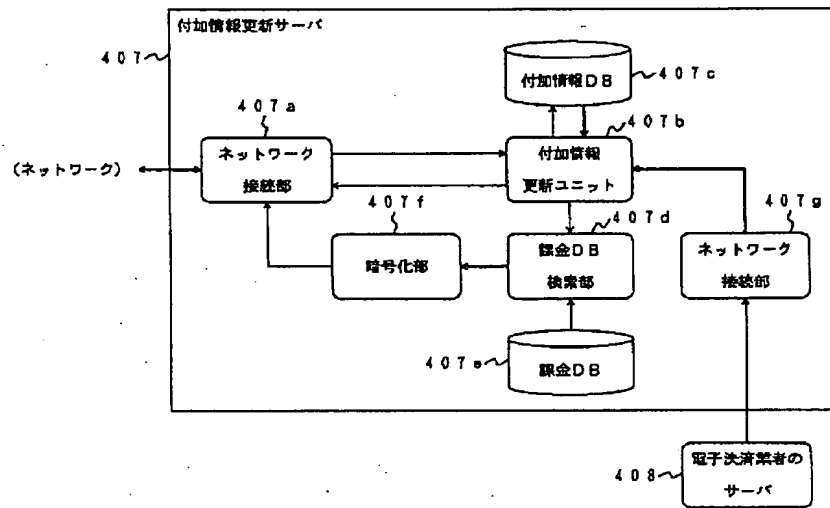 付加情報更新サーバ
407
付加情報DB
407c
407a
407b
ネットワーク
接続部
付加情報
更新ユニット
(ネットワーク)
407f
407d
407g
暗号化部
課金DB
検索部
ネットワーク
接続部
407e
課金DB
電子決済業者の
サーバ
408